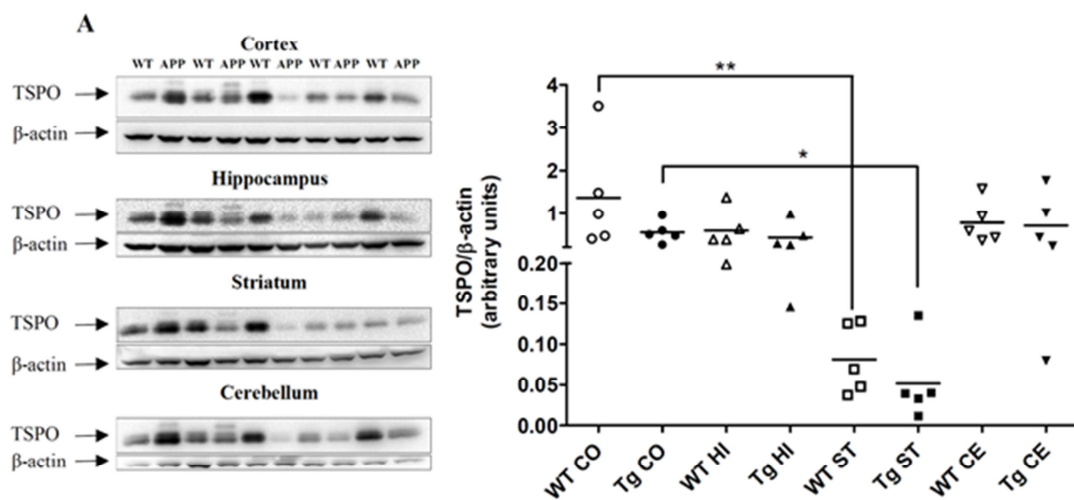 A
Cortex
WT APP WT APP WT APP WT APP WT APP
TSPO
β-actin
Hippocampus
TSPO
β-actin
Striatum
TSPO
β-actin
Cerebellum
TSPO
β-actin
**
*
4
3
2
1
0.20
0.15
0.10
0.05
0.00
TSPO/β-actin
(arbitrary units)
WT CO
Tg CO
WT HI
Tg HI
WT ST
Tg ST
WT CE
Tg CE